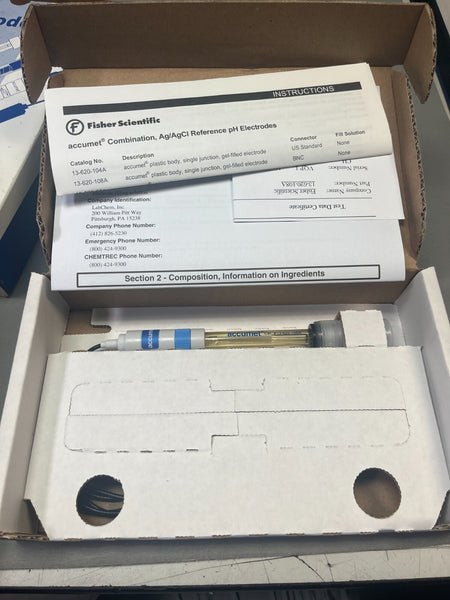 INSTRUCTIONS
Fisher Scientific
accumet® Combination, Ag/AgCl Reference pH Electrodes
Catalog No. Description Connector Fill Solution
13-620-104A accumet® plastic body, single junction, gel-filled electrode US Standard None
13-620-108A accumet® plastic body, single junction, gel-filled electrode BNC None
Test Data Certificate
Company Name: Fisher Scientific
Part Number: 13-620-108A
Serial Number:
Company Identification:
LabChem, Inc.
200 William Pitt Way
Pittsburgh, PA 15238
Company Phone Number:
(412) 826-5230
Emergency Phone Number:
(800) 424-9300
CHEMTREC Phone Number:
(800) 424-9300
Section 2 - Composition, Information on Ingredients
accumet